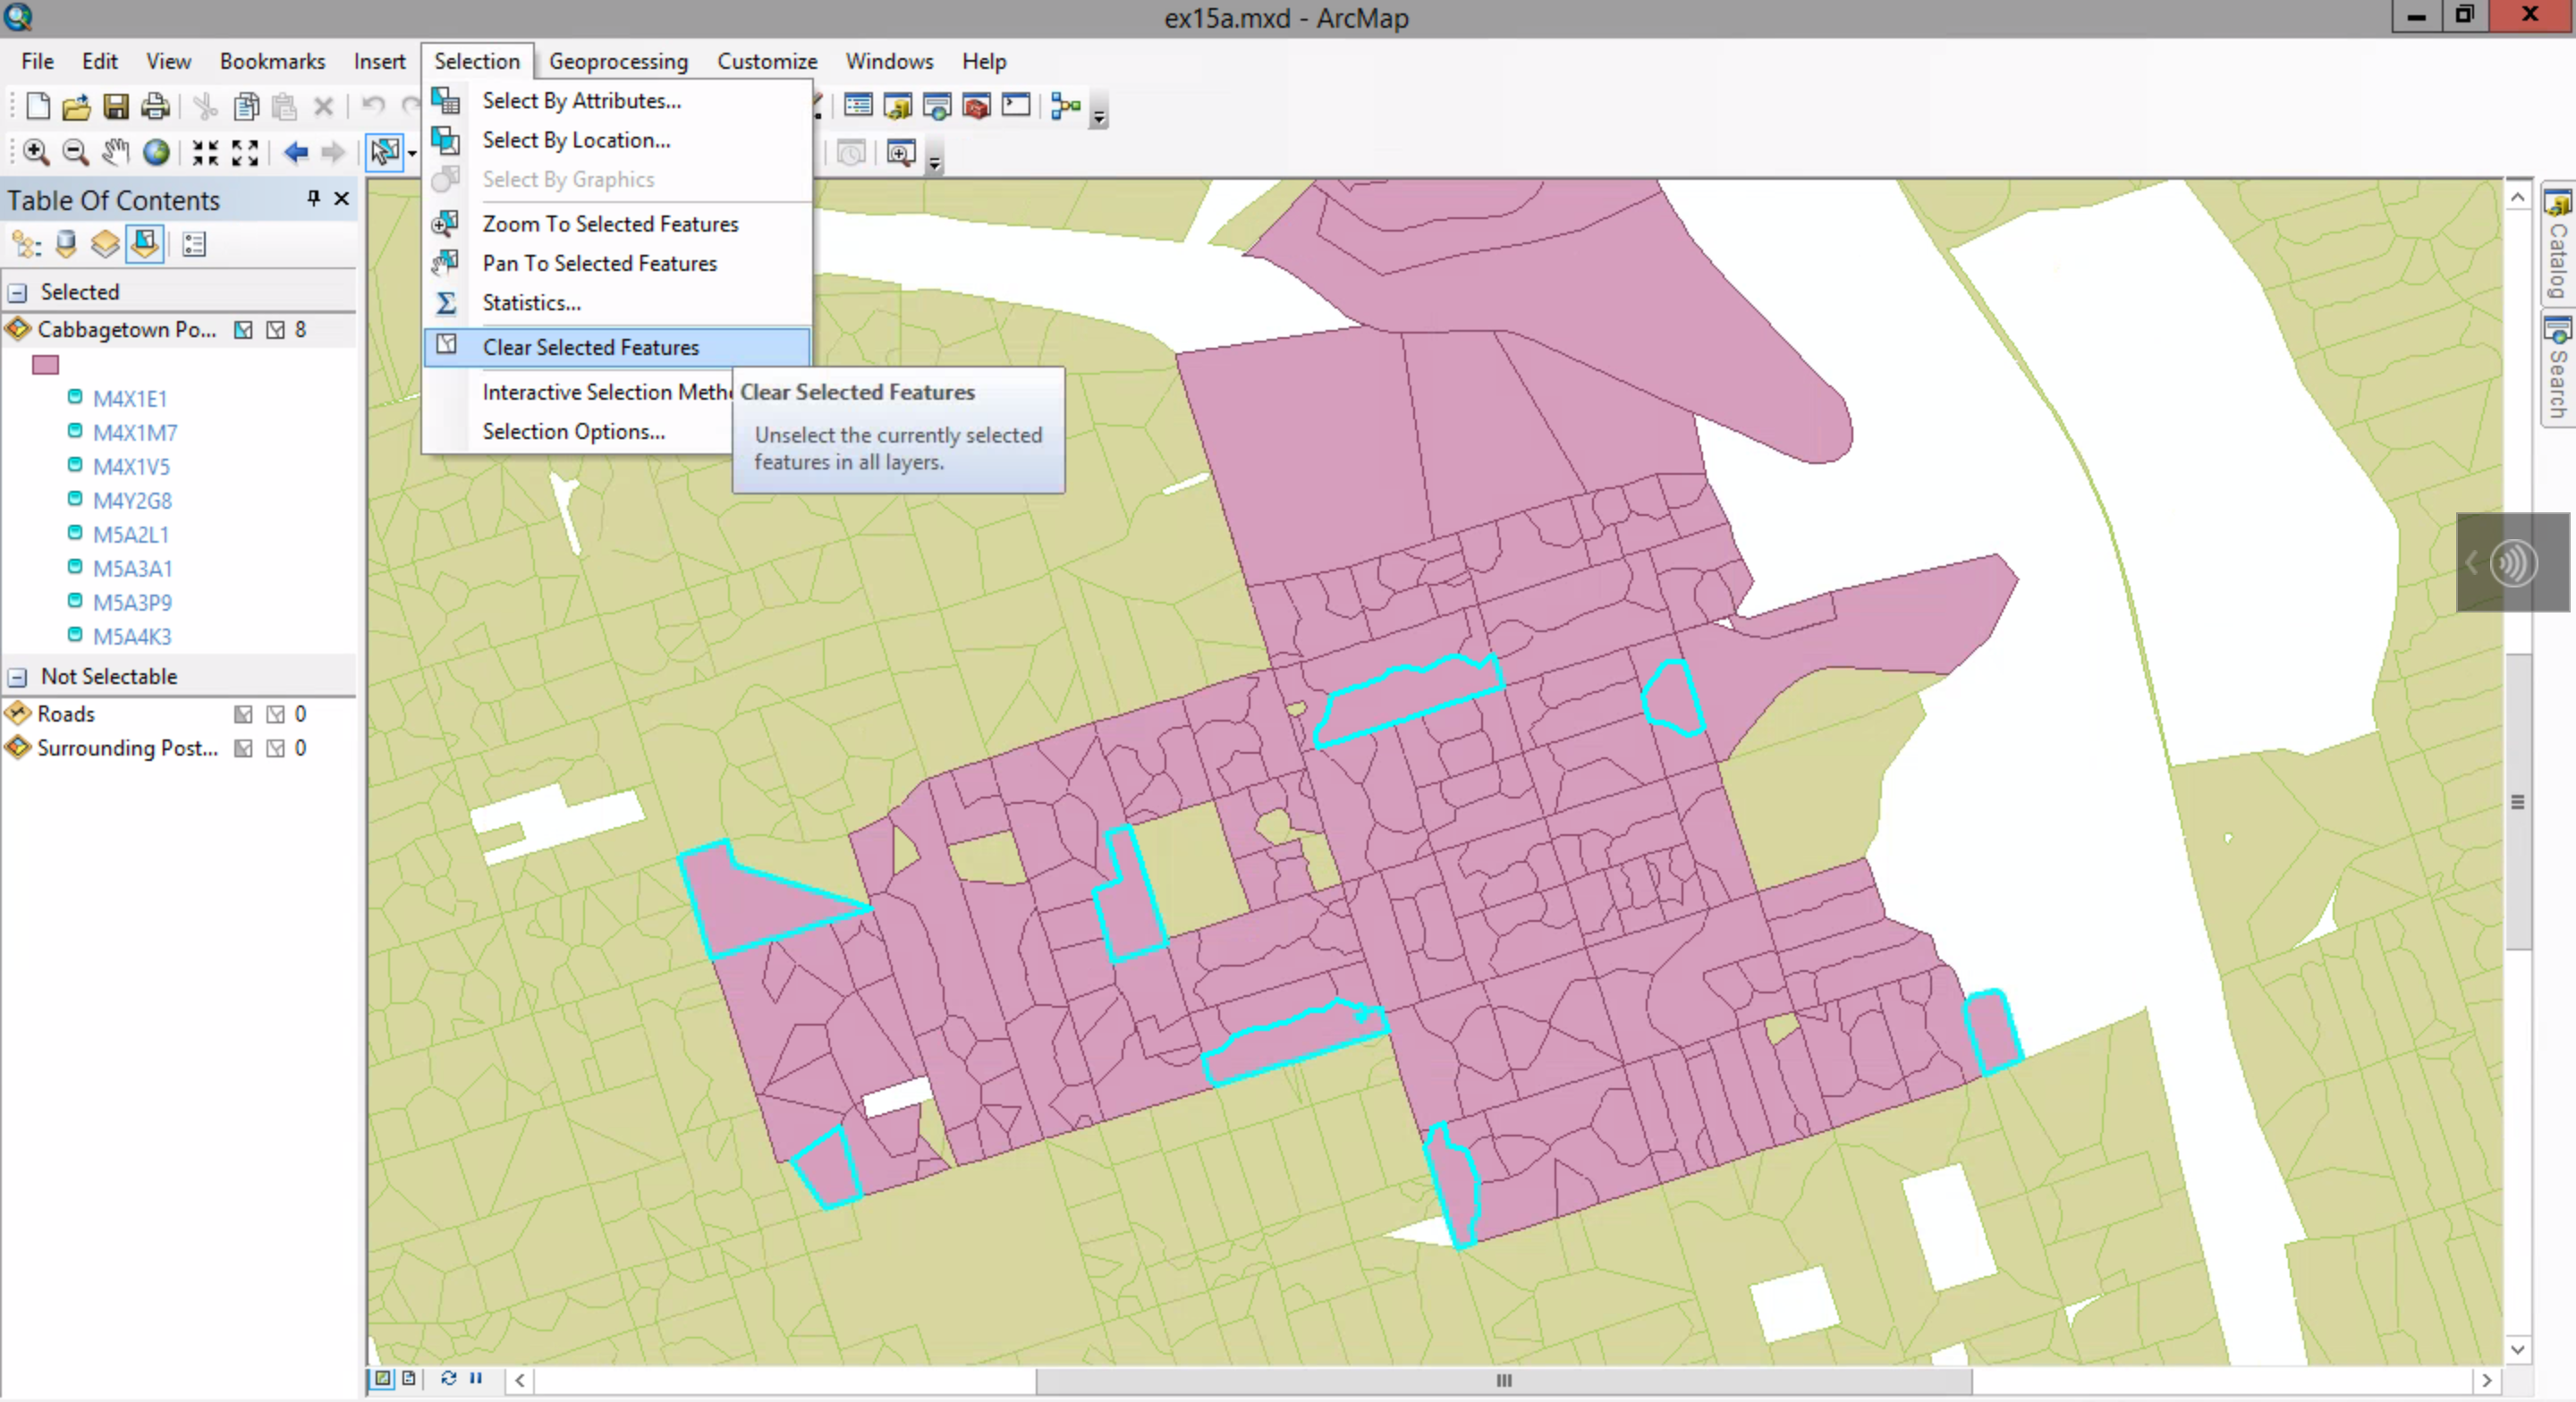 ex15a.mxd - ArcMap
File Edit View Bookmarks Insert Selection Geoprocessing Customize Windows Help
Select By Attributes...
Select By Location...
Select By Graphics
Zoom To Selected Features
Pan To Selected Features
Statistics...
Clear Selected Features
Interactive Selection
Selection Options...
Clear Selected Features
Unselect the currently selected
features in all layers.
Table Of Contents
Selected
Cabbagetown Po... 8
M4X1E1
M4X1M7
M4X1V5
M4Y2G8
M5A2L1
M5A3A1
M5A3P9
M5A4K3
Not Selectable
Roads 0
Surrounding Post... 0
Catalog
Search